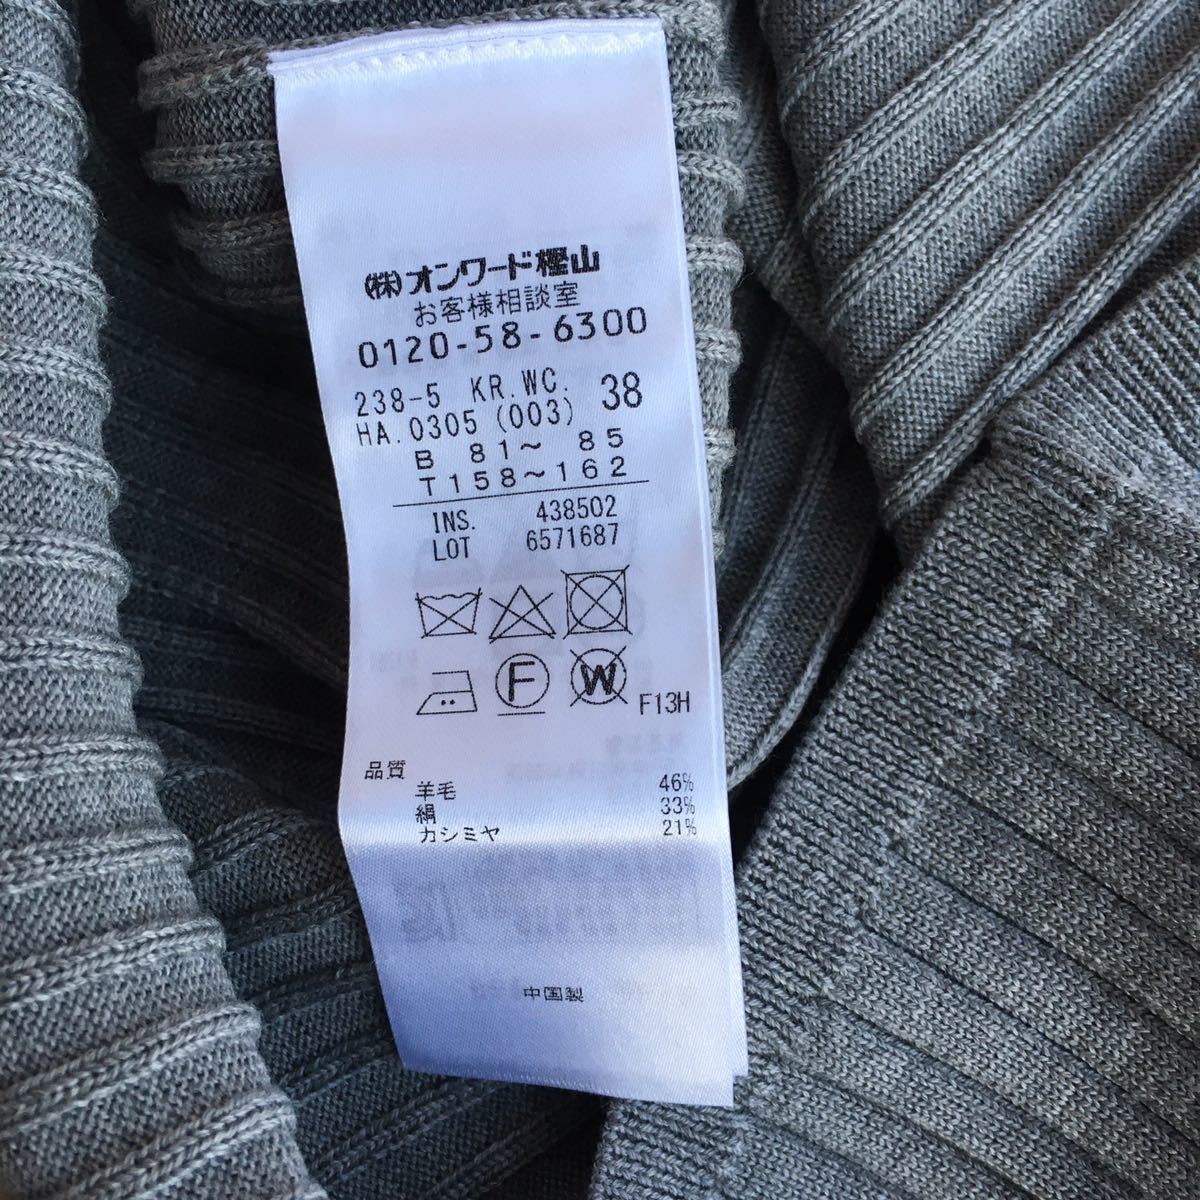 ㈱オンワード樫山
お客様相談室
0120-58-6300
238-5 KR.WC. 38
HA.0305 (003)
B 81～ 85
T158～162
INS. 438502
LOT 6571687
F W F13H
品質
羊毛 46%
絹 33%
カシミヤ 21%
中国製